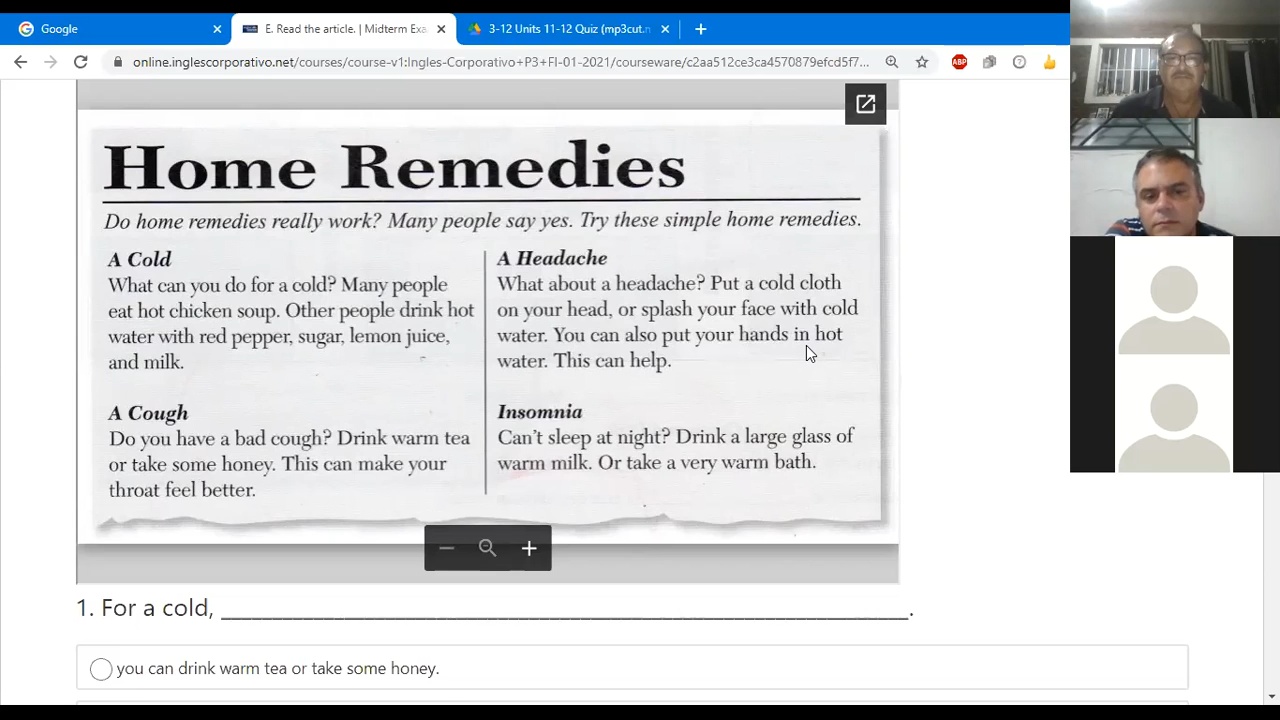 Google
E. Read the article. | Midterm Exa
3-12 Units 11-12 Quiz (mp3cut.n
online.inglescorporativo.net/courses/course-v1:Ingles-Corporativo+P3+FI-01-2021/courseware/c2aa512ce3ca4570879efcd5f7...
ABP
Home Remedies
Do home remedies really work? Many people say yes. Try these simple home remedies.
A Cold
What can you do for a cold? Many people
eat hot chicken soup. Other people drink hot
water with red pepper, sugar, lemon juice,
and milk.
A Cough
Do you have a bad cough? Drink warm tea
or take some honey. This can make your
throat feel better.
A Headache
What about a headache? Put a cold cloth
on your head, or splash your face with cold
water. You can also put your hands in hot
water. This can help.
Insomnia
Can't sleep at night? Drink a large glass of
warm milk. Or take a very warm bath.
1. For a cold, ______________________________________________.
you can drink warm tea or take some honey.